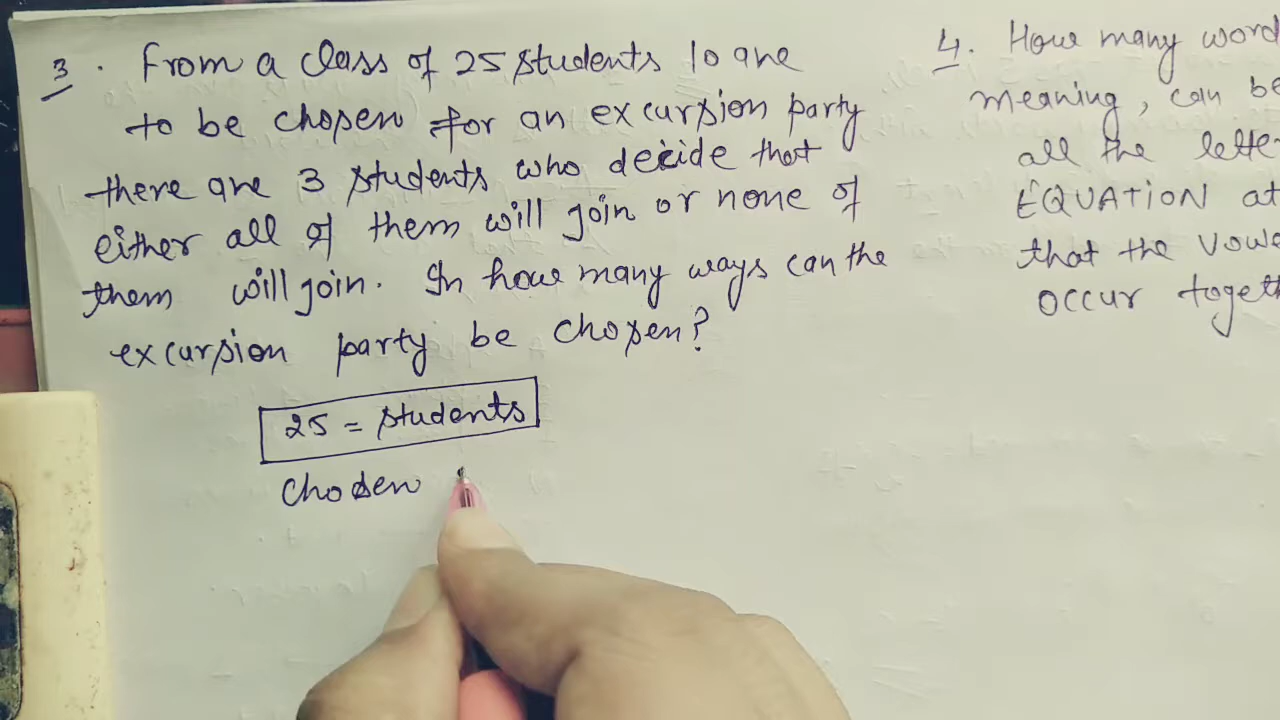 3. From a class of 25 students 10 are
to be chosen for an excursion party
there are 3 students who decide that
either all of them will join or none of
them will join. In how many ways can the
excursion party be chosen?
25 = students
chosen
4. How many word
meaning, can be
all the lette
EQUATION at
that the vow
occur toget